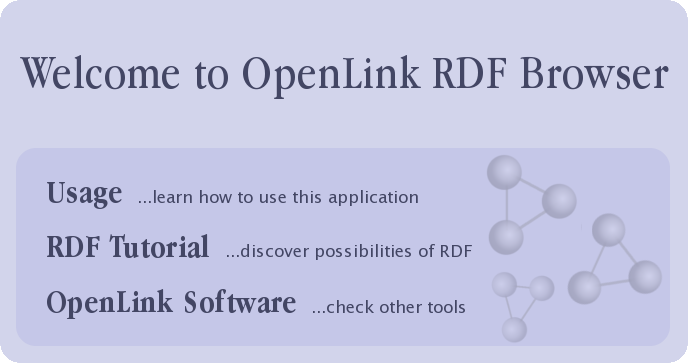 Welcome to OpenLink RDF Browser
Usage ...learn how to use this application
RDF Tutorial ...discover possibilities of RDF
OpenLink Software ...check other tools